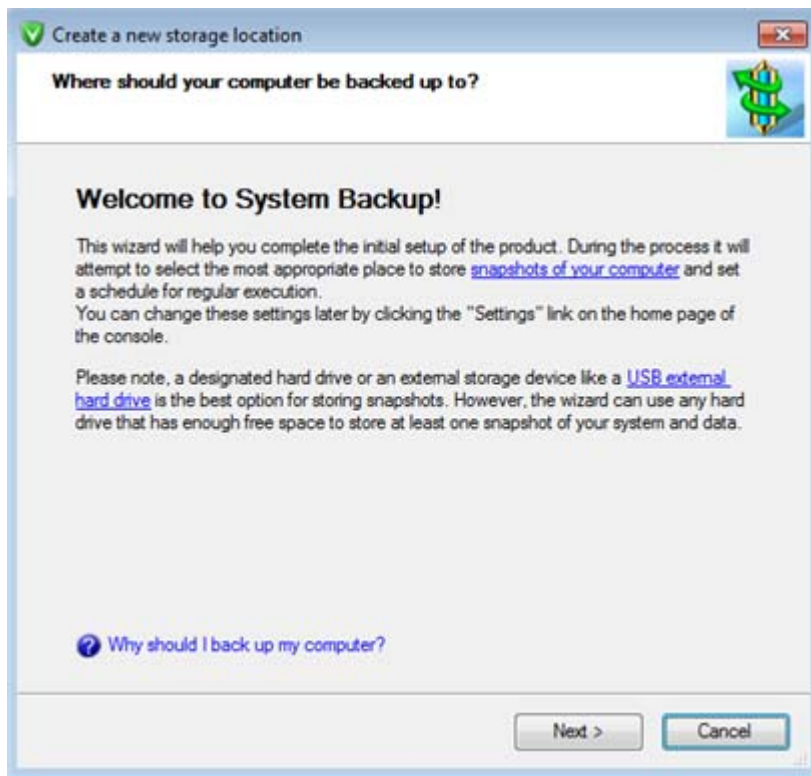 Create a new storage location
Where should your computer be backed up to?
Welcome to System Backup!
This wizard will help you complete the initial setup of the product. During the process it will
attempt to select the most appropriate place to store snapshots of your computer and set
a schedule for regular execution.
You can change these settings later by clicking the "Settings" link on the home page of
the console.
Please note, a designated hard drive or an external storage device like a USB external
hard drive is the best option for storing snapshots. However, the wizard can use any hard
drive that has enough free space to store at least one snapshot of your system and data.
Why should I back up my computer?
Next >
Cancel